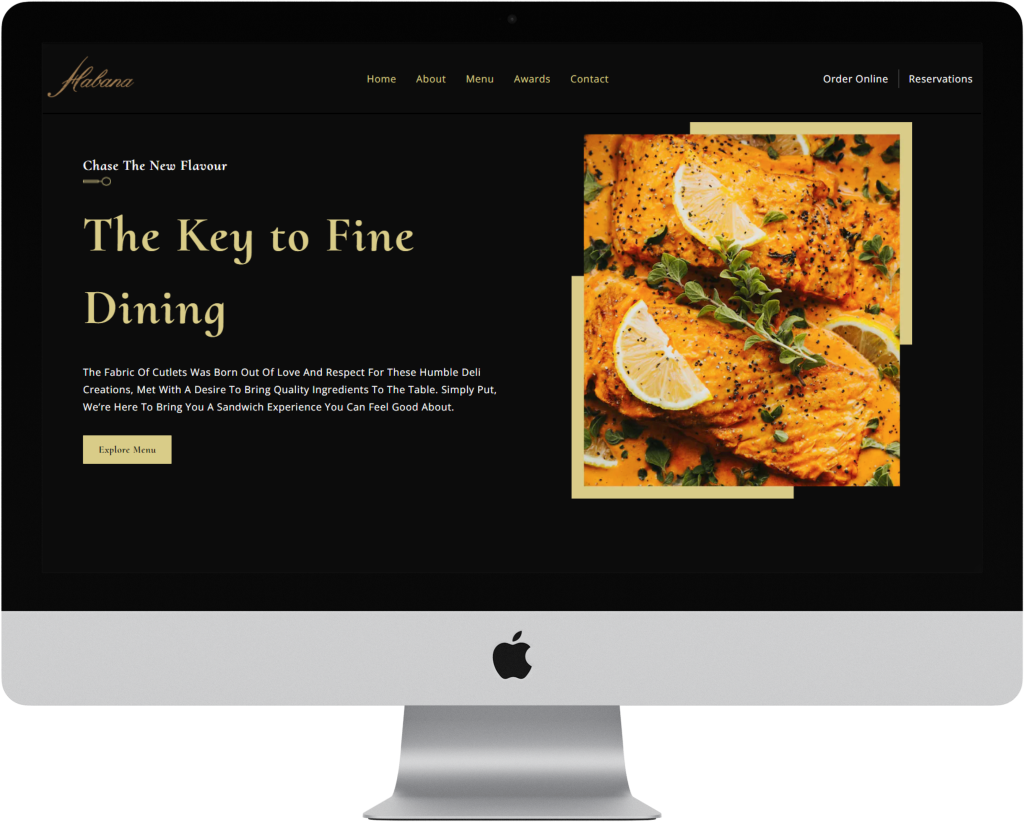 Habana
Home About Menu Awards Contact
Order Online Reservations
Chase The New Flavour
The Key to Fine
Dining
The Fabric Of Cutlets Was Born Out Of Love And Respect For These Humble Deli
Creations, Met With A Desire To Bring Quality Ingredients To The Table. Simply Put,
We're Here To Bring You A Sandwich Experience You Can Feel Good About.
Explore Menu